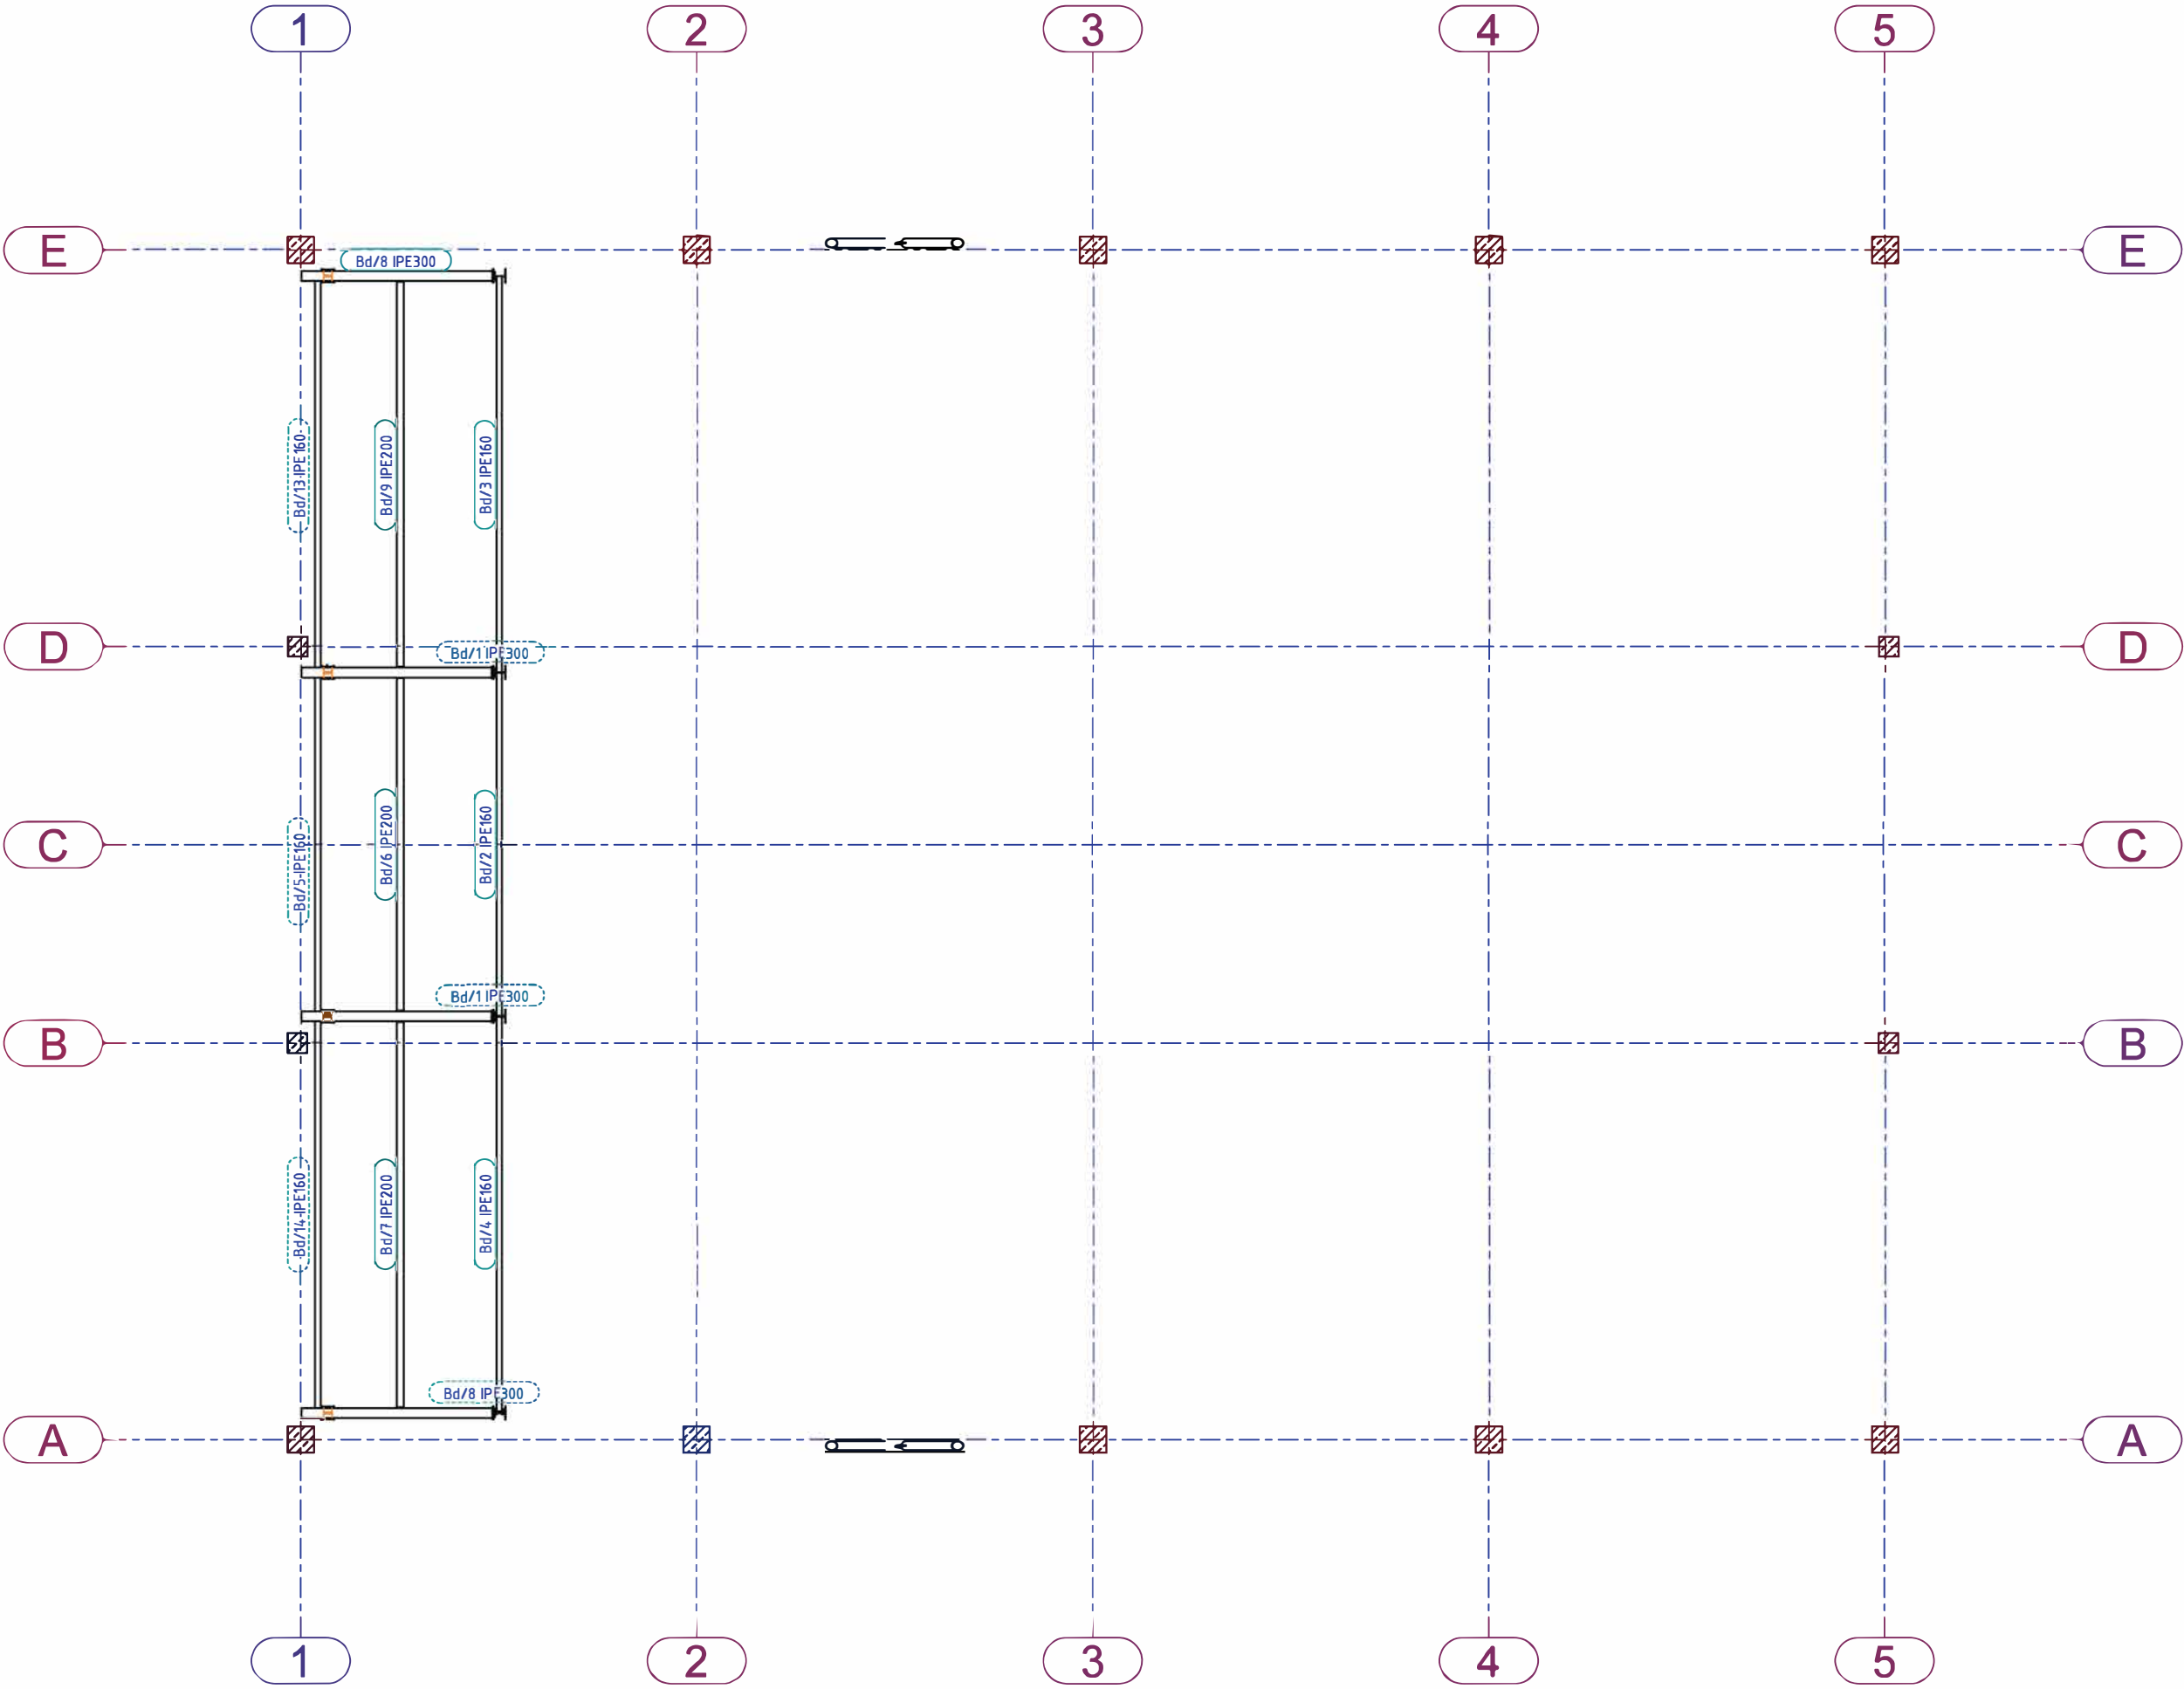 1 2 3 4 5
E E
Bd/8 IPE300
Bd/13 IPE160
Bd/9 IPE200
Bd/3 IPE160
D D
Bd/1 IPE300
C C
Bd/5 IPE160
Bd/6 IPE200
Bd/2 IPE160
Bd/1 IPE300
B B
Bd/14 IPE160
Bd/7 IPE200
Bd/4 IPE160
Bd/8 IPE300
A A
1 2 3 4 5